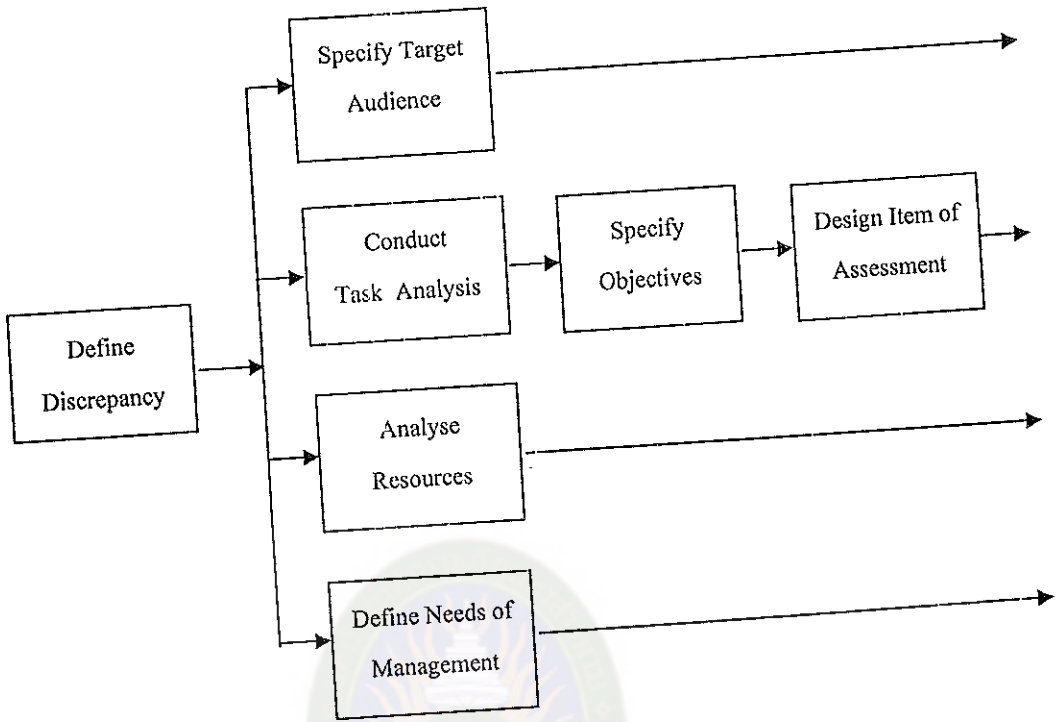 Specify Target
Audience
Conduct
Task Analysis
Specify
Objectives
Design Item of
Assessment
Define
Discrepancy
Analyse
Resources
Define Needs of
Management